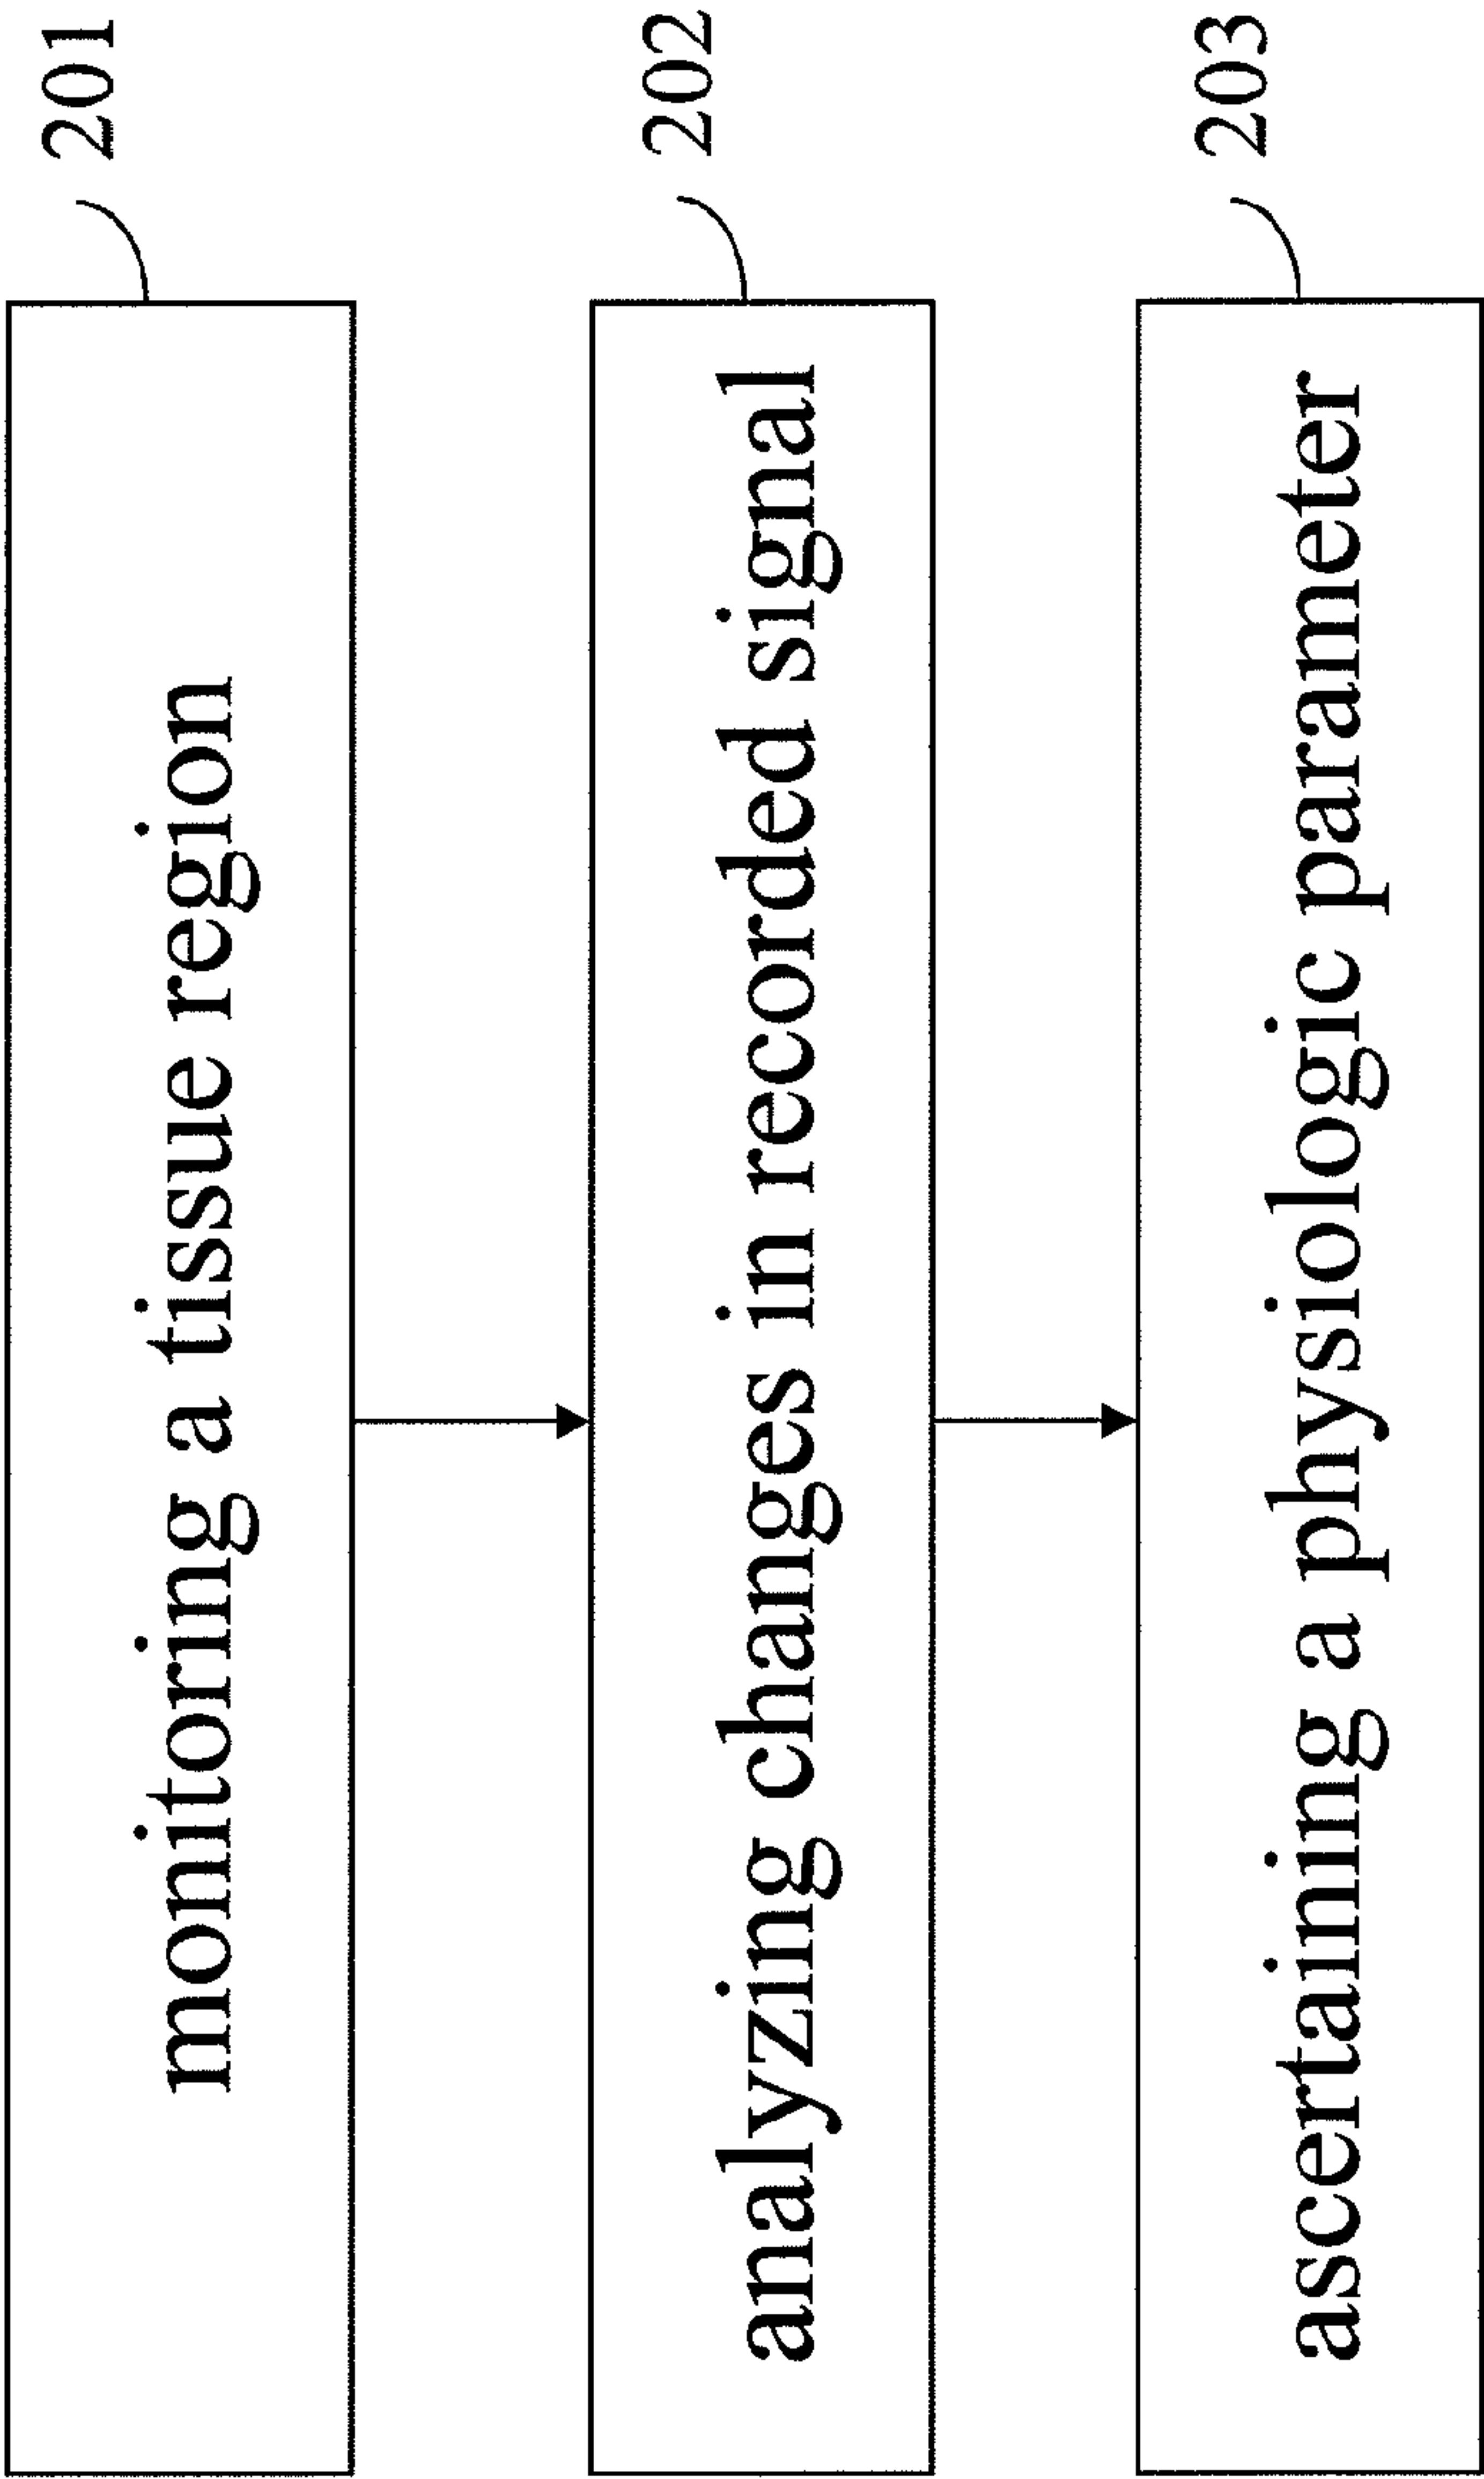 monitoring a tissue region
201
analyzing changes in recorded signal
202
ascertaining a physiologic parameter
203